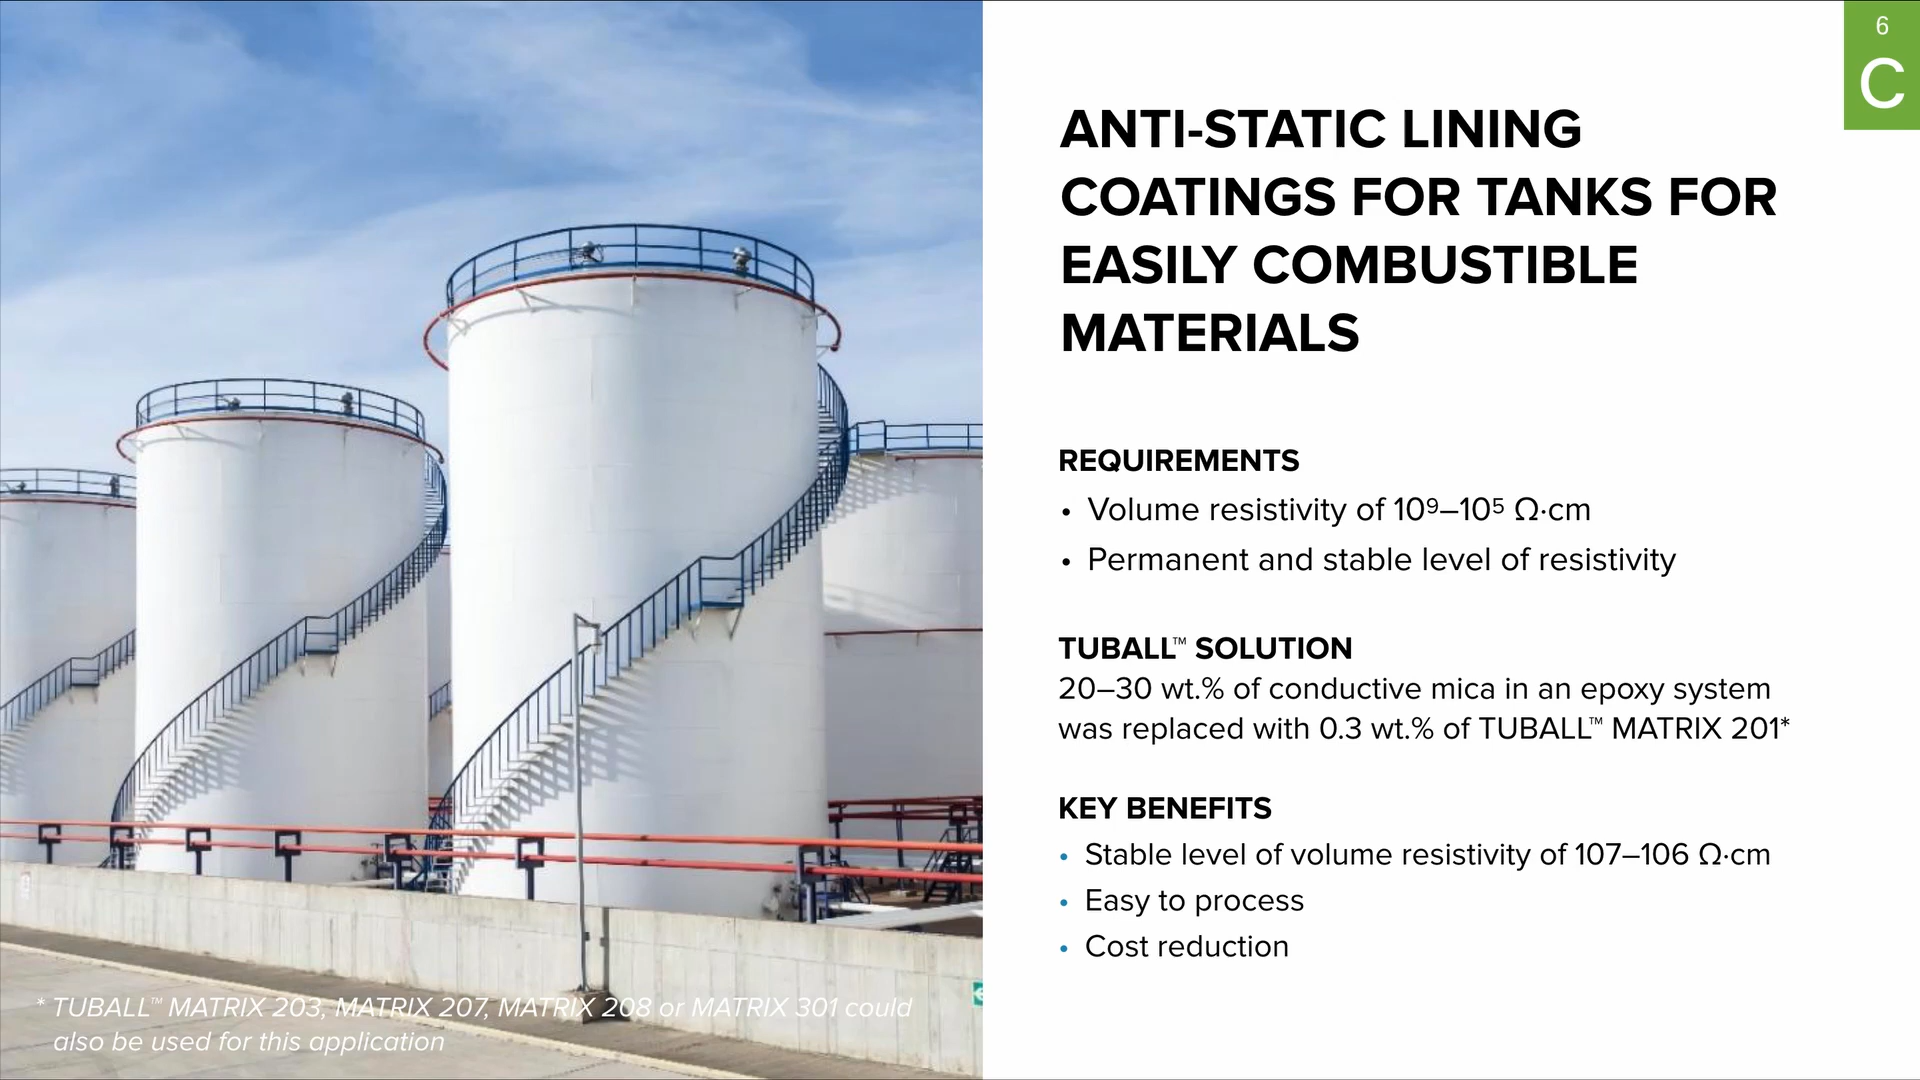 6
C
ANTI-STATIC LINING
COATINGS FOR TANKS FOR
EASILY COMBUSTIBLE
MATERIALS
REQUIREMENTS
• Volume resistivity of 10⁹–10⁵ Ω·cm
• Permanent and stable level of resistivity
TUBALL™ SOLUTION
20–30 wt.% of conductive mica in an epoxy system
was replaced with 0.3 wt.% of TUBALL™ MATRIX 201*
KEY BENEFITS
• Stable level of volume resistivity of 107–106 Ω·cm
• Easy to process
• Cost reduction
* TUBALL™ MATRIX 203, MATRIX 207, MATRIX 208 or MATRIX 301 could
also be used for this application